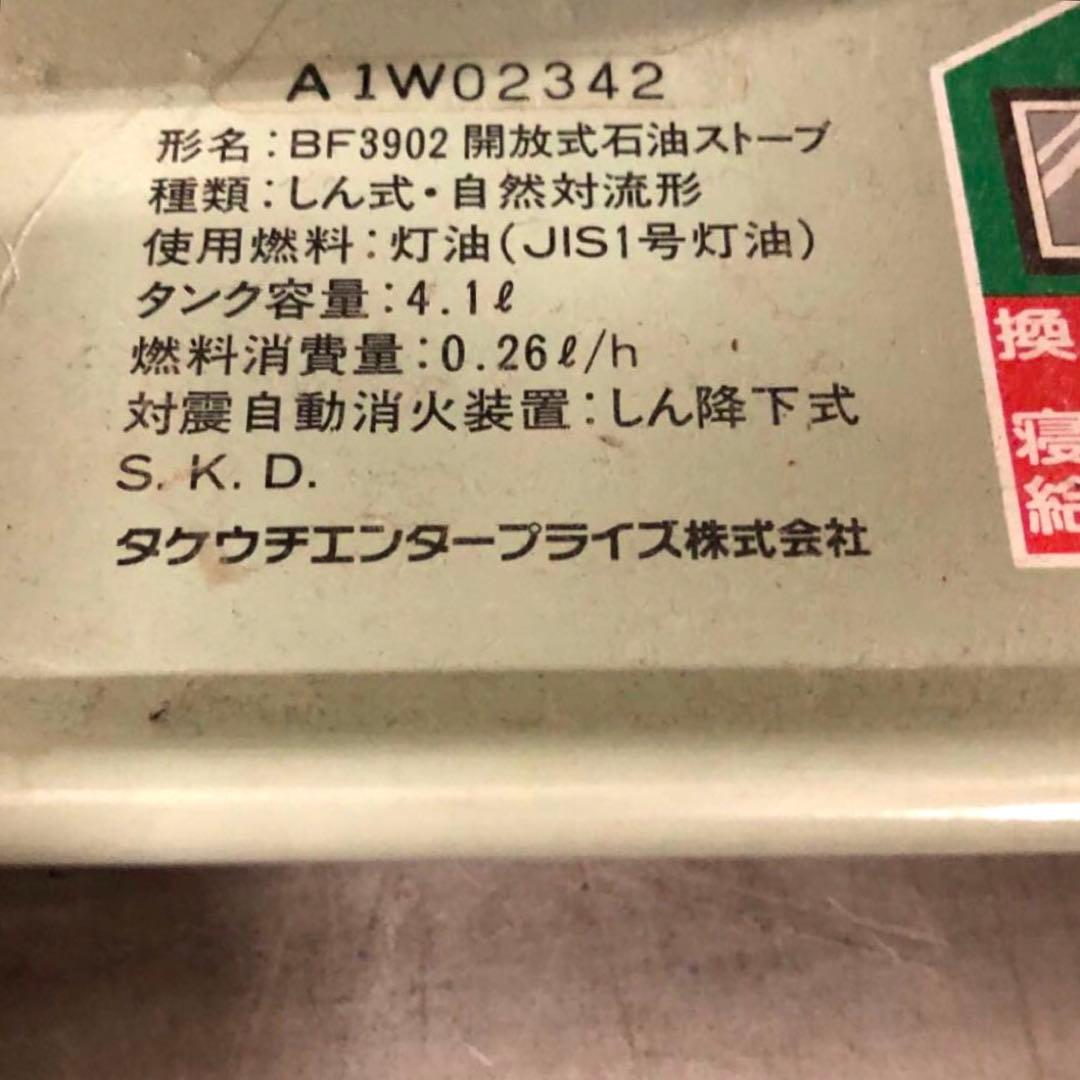 A1W02342
形名:BF3902 開放式石油ストーブ
種類:しん式・自然対流形
使用燃料:灯油(JIS1号灯油)
タンク容量:4.1ℓ
燃料消費量:0.26ℓ/h
対震自動消火装置:しん降下式
S.K.D.
タケウチエンタープライズ株式会社
換
寝
給